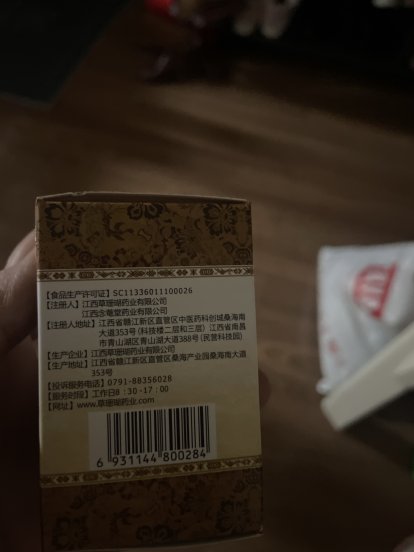 【食品生产许可证】SC11336011100026
【注册人】江西草珊瑚药业有限公司
江西念菴堂药业有限公司
【注册人地址】江西省赣江新区直管区中医药科创城桑海南
大道353号(科技楼二层和三层) 江西省南昌
市青山湖区青山湖大道388号(民营科技园)
【生产企业】江西草珊瑚药业有限公司
【生产地址】江西省赣江新区直管区桑海产业园桑海南大道
353号
【投诉服务电话】0791-88356028
【服务时段】工作日8:30-17:00
【网址】www.草珊瑚药业.com
6 931144 800284